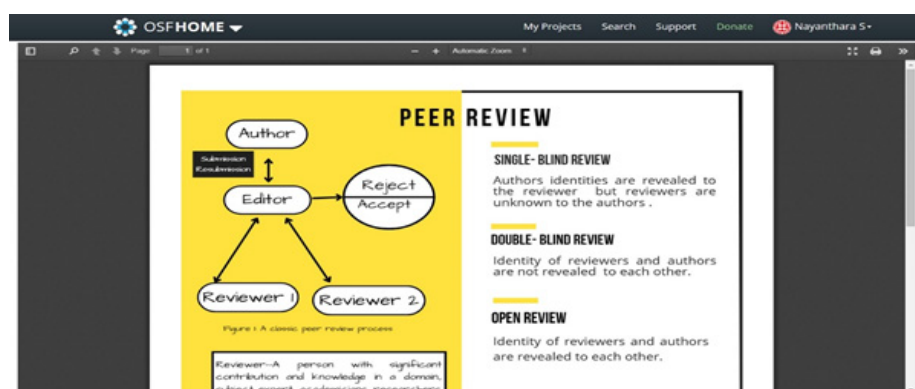 OSFHOME
My Projects Search Support Donate Nayanthara S
Page: 1 of 1 Automatic Zoom
PEER REVIEW
Author
Submission
Resubmission
Editor
Reject
Accept
Reviewer 1
Reviewer 2
Figure 1 A classic peer review process
Reviewer-A person with significant
contribution and knowledge in a domain,
SINGLE- BLIND REVIEW
Authors identities are revealed to
the reviewer but reviewers are
unknown to the authors .
DOUBLE- BLIND REVIEW
Identity of reviewers and authors
are not revealed to each other.
OPEN REVIEW
Identity of reviewers and authors
are revealed to each other.